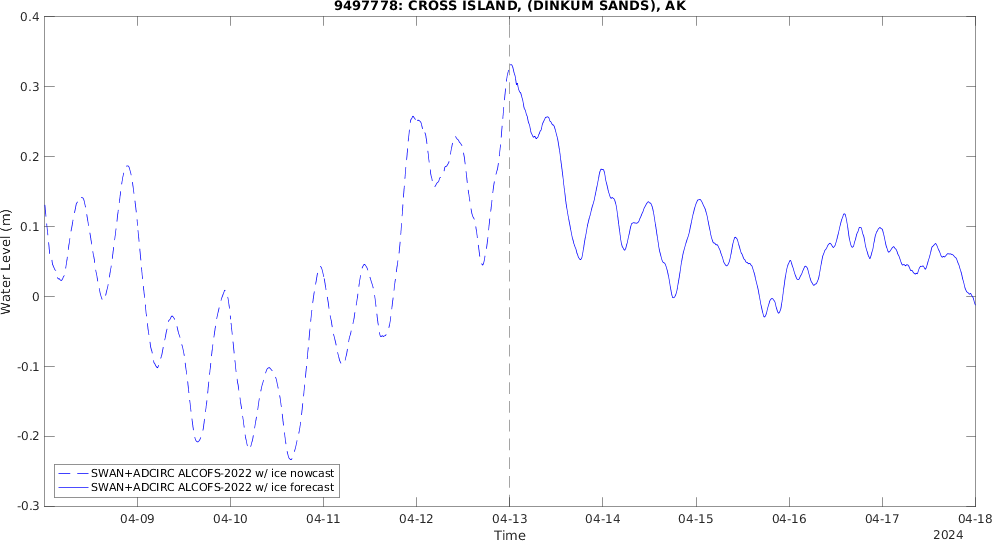 9497778: CROSS ISLAND, (DINKUM SANDS), AK
0.4
0.3
0.2
0.1
0
-0.1
-0.2
-0.3
Water Level (m)
SWAN+ADCIRC ALCOFS-2022 w/ ice nowcast
SWAN+ADCIRC ALCOFS-2022 w/ ice forecast
04-09 04-10 04-11 04-12 04-13 04-14 04-15 04-16 04-17 04-18
Time
2024